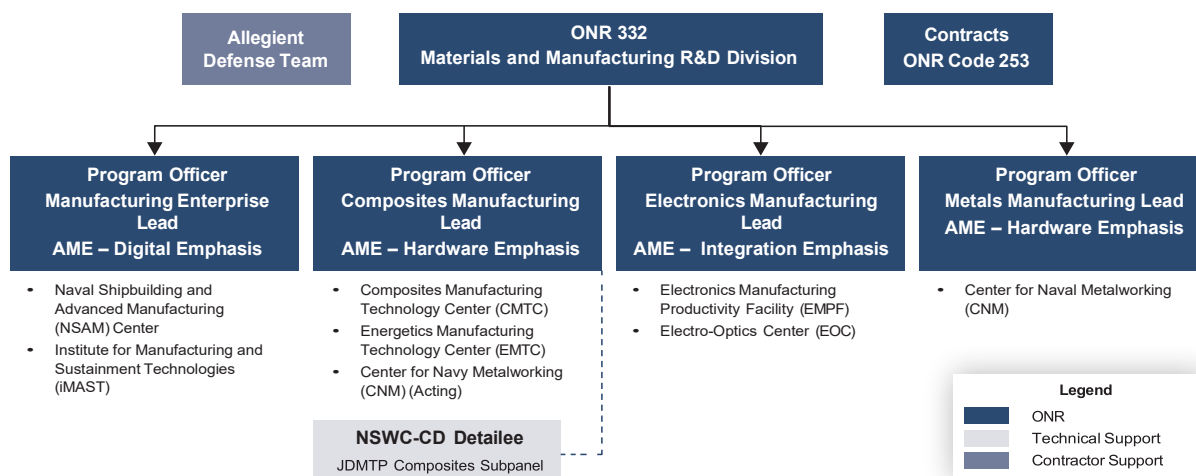 Allegient
Defense Team
ONR 332
Materials and Manufacturing R&D Division
Contracts
ONR Code 253
Program Officer
Manufacturing Enterprise
Lead
AME – Digital Emphasis
• Naval Shipbuilding and
Advanced Manufacturing
(NSAM) Center
• Institute for Manufacturing and
Sustainment Technologies
(iMAST)
Program Officer
Composites Manufacturing
Lead
AME – Hardware Emphasis
• Composites Manufacturing
Technology Center (CMTC)
• Energetics Manufacturing
Technology Center (EMTC)
• Center for Navy Metalworking
(CNM) (Acting)
NSWC-CD Detailee
JDMTP Composites Subpanel
Program Officer
Electronics Manufacturing
Lead
AME – Integration Emphasis
• Electronics Manufacturing
Productivity Facility (EMPF)
• Electro-Optics Center (EOC)
Program Officer
Metals Manufacturing Lead
AME – Hardware Emphasis
• Center for Naval Metalworking
(CNM)
Legend
ONR
Technical Support
Contractor Support